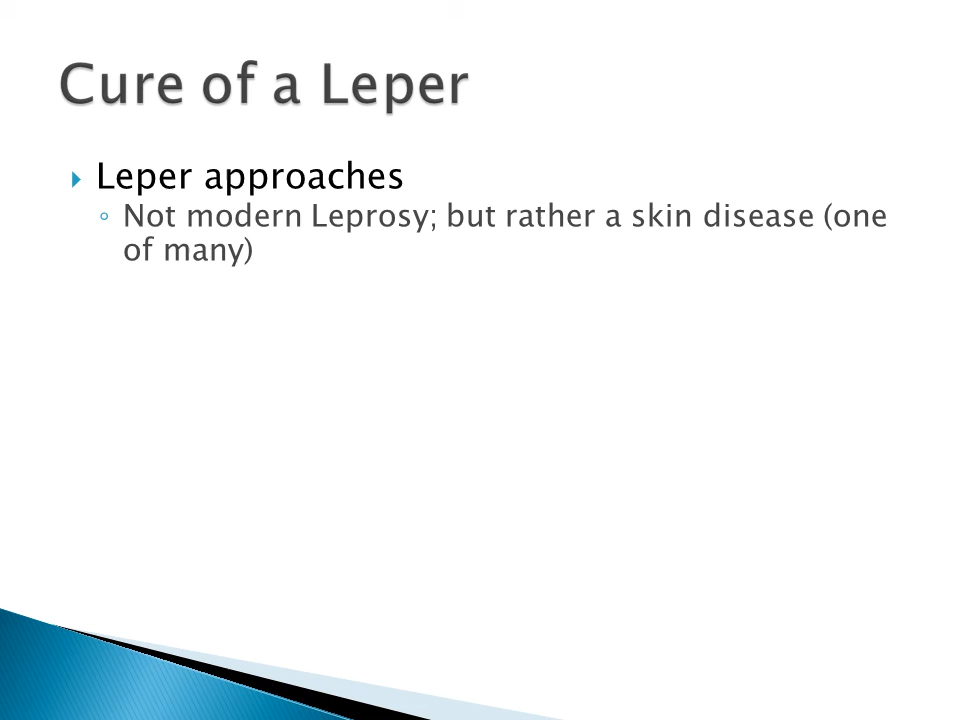 Cure of a Leper
Leper approaches
Not modern Leprosy; but rather a skin disease (one
of many)